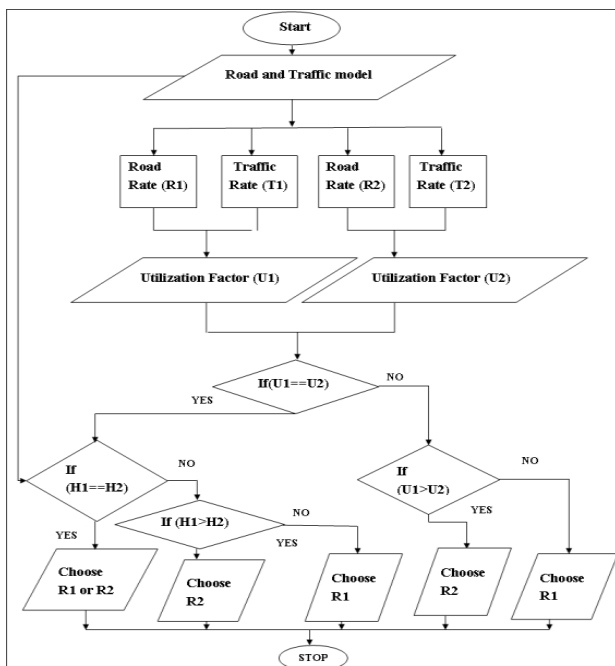 Start
Road and Traffic model
Road
Rate (R1)
Traffic
Rate (T1)
Road
Rate (R2)
Traffic
Rate (T2)
Utilization Factor (U1)
Utilization Factor (U2)
If(U1==U2)
NO
YES
If
(H1==H2)
NO
If
(U1>U2)
NO
YES
If (H1>H2)
NO
YES
YES
Choose
R1 or R2
Choose
R2
Choose
R1
Choose
R2
Choose
R1
STOP